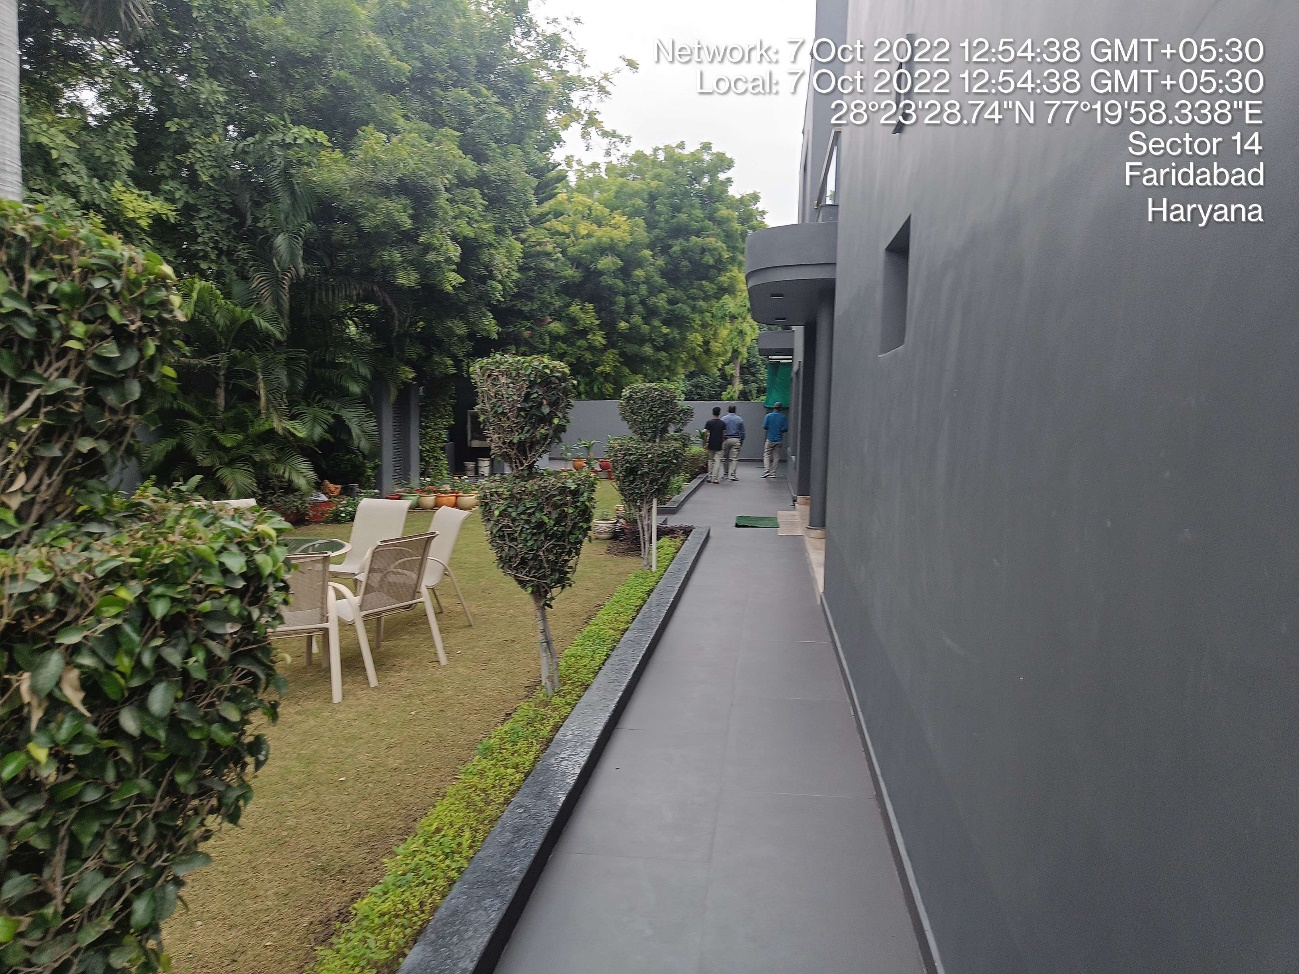 Network: 7 Oct 2022 12:54:38 GMT+05:30
Local: 7 Oct 2022 12:54:38 GMT+05:30
28°23'28.74"N 77°19'58.338"E
Sector 14
Faridabad
Haryana